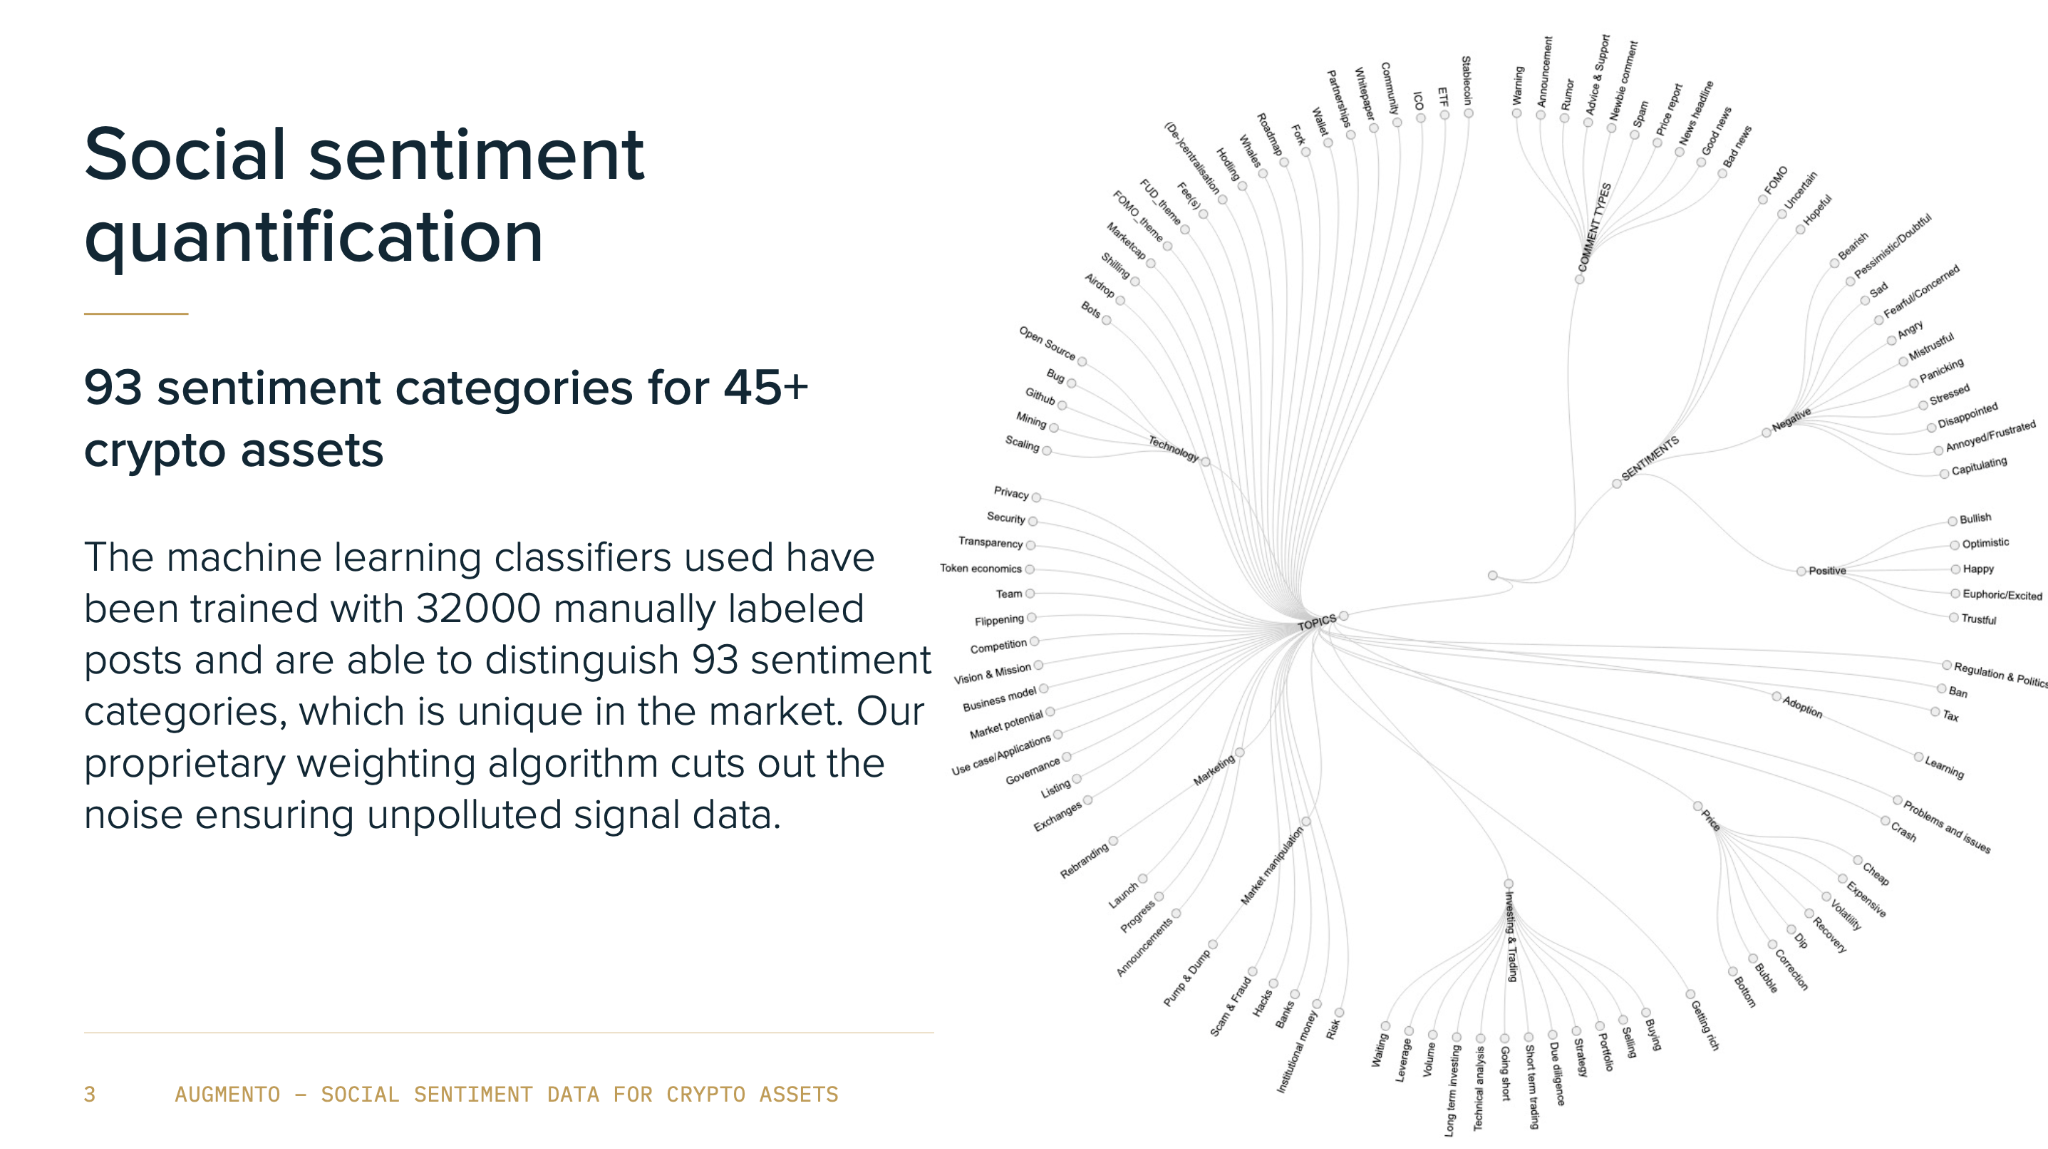 Social sentiment
quantification
93 sentiment categories for 45+
crypto assets
The machine learning classifiers used have
been trained with 32000 manually labeled
posts and are able to distinguish 93 sentiment
categories, which is unique in the market. Our
proprietary weighting algorithm cuts out the
noise ensuring unpolluted signal data.
3
AUGMENTO – SOCIAL SENTIMENT DATA FOR CRYPTO ASSETS
COMMENT TYPES
Warning
Announcement
Rumor
Advice & Support
Newbie comment
Spam
Price report
News headline
Good news
Bad news
SENTIMENTS
FOMO
Uncertain
Hopeful
Negative
Bearish
Pessimistic/Doubtful
Sad
Fearful/Concerned
Angry
Mistrustful
Panicking
Stressed
Disappointed
Annoyed/Frustrated
Capitulating
Positive
Bullish
Optimistic
Happy
Euphoric/Excited
Trustful
TOPICS
Regulation & Politics
Ban
Tax
Adoption
Learning
Problems and issues
Crash
Price
Cheap
Expensive
Volatility
Recovery
Dip
Correction
Bubble
Bottom
Getting rich
Investing & Trading
Buying
Selling
Portfolio
Strategy
Due diligence
Short term trading
Going short
Technical analysis
Long term investing
Volume
Leverage
Waiting
Risk
Institutional money
Banks
Hacks
Scam & Fraud
Market manipulation
Pump & Dump
Announcements
Progress
Launch
Marketing
Rebranding
Exchanges
Listing
Governance
Use case/Applications
Market potential
Business model
Vision & Mission
Competition
Flippening
Team
Token economics
Transparency
Security
Privacy
Technology
Scaling
Mining
Github
Bug
Open Source
Bots
Airdrop
Shilling
Marketcap
FOMO_theme
FUD_theme
Fee(s)
(De-)centralisation
Hodling
Whales
Roadmap
Fork
Wallet
Partnerships
Whitepaper
Community
ICO
ETF
Stablecoin